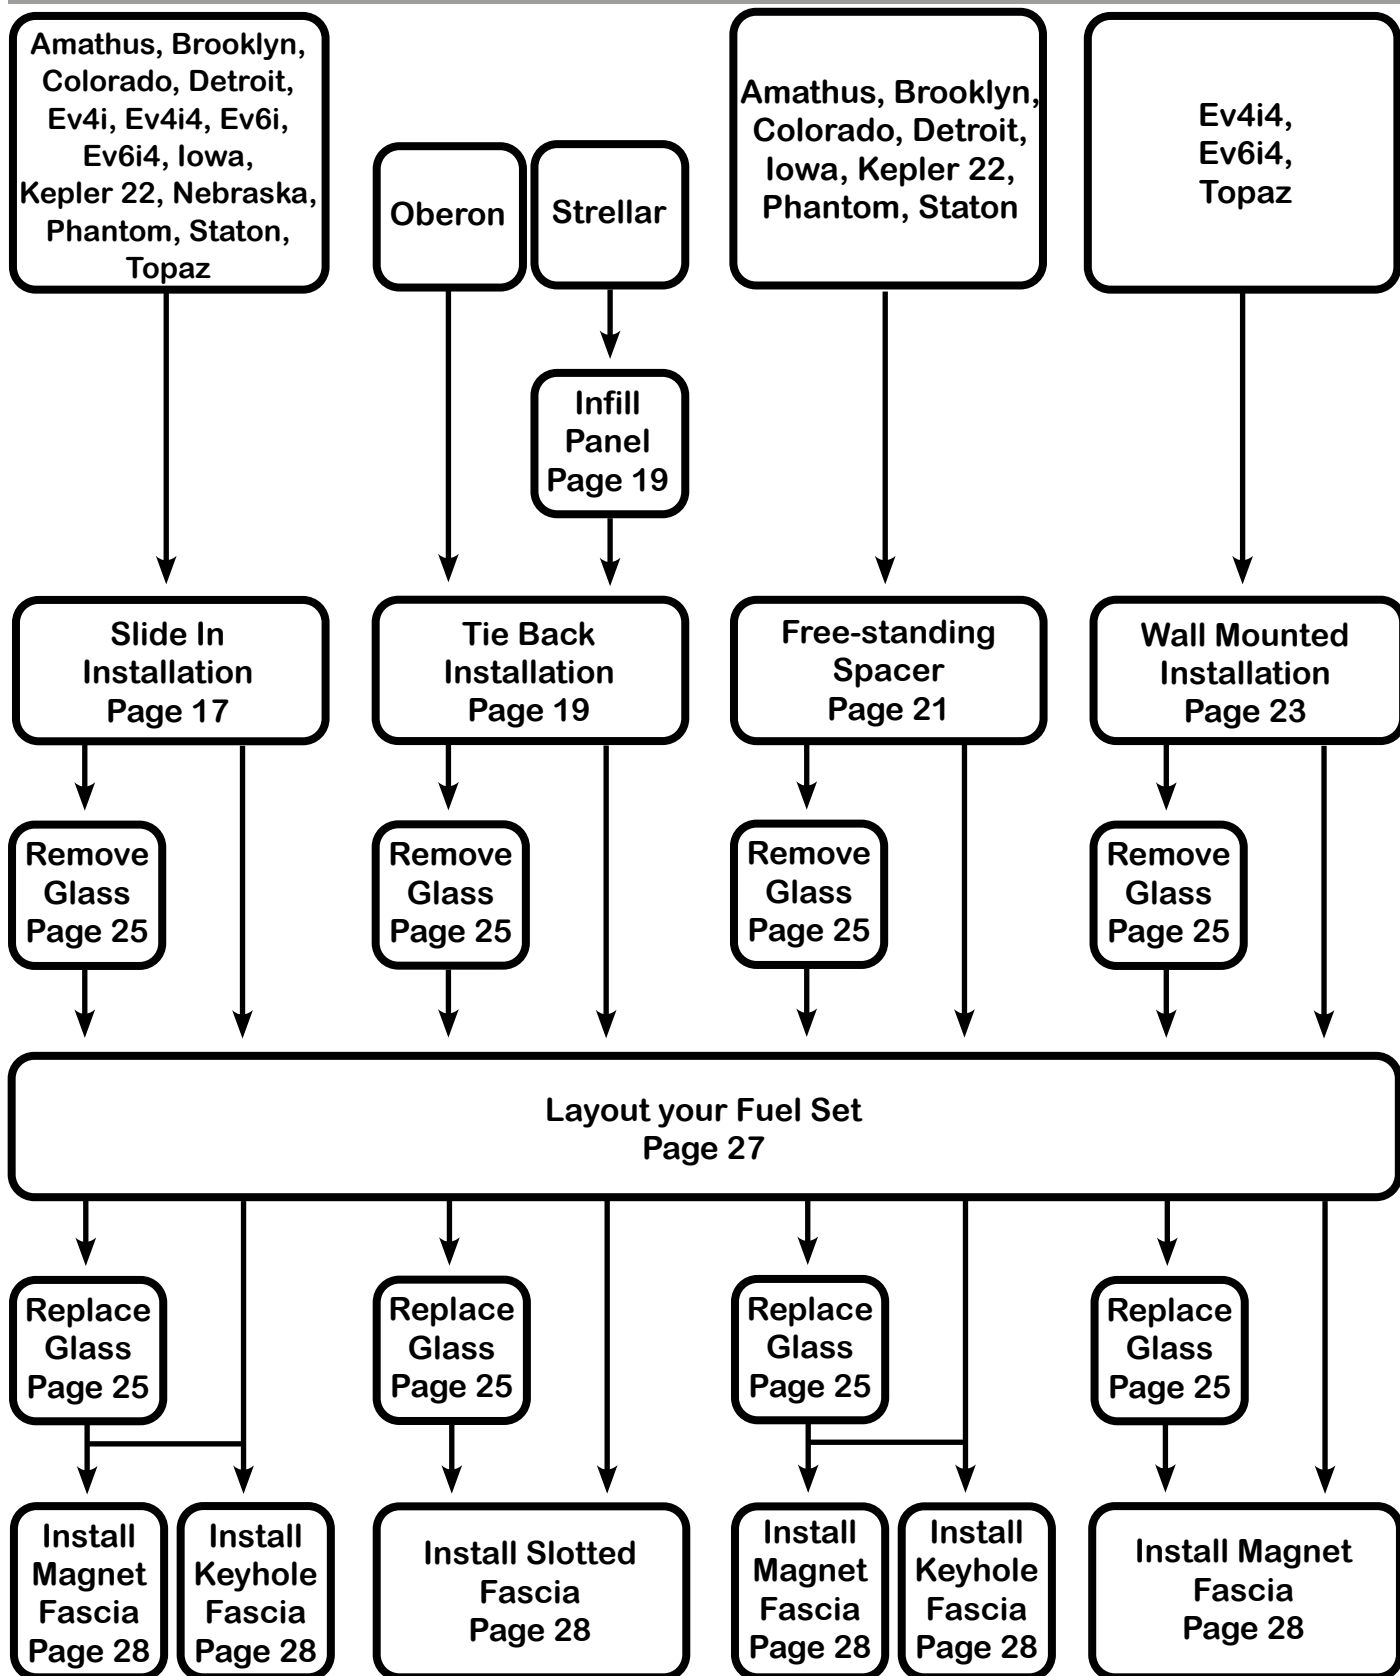 Amathus, Brooklyn,
Colorado, Detroit,
Ev4i, Ev4i4, Ev6i,
Ev6i4, Iowa,
Kepler 22, Nebraska,
Phantom, Staton,
Topaz
Oberon
Strellar
Amathus, Brooklyn,
Colorado, Detroit,
Iowa, Kepler 22,
Phantom, Staton
Ev4i4,
Ev6i4,
Topaz
Infill
Panel
Page 19
Slide In
Installation
Page 17
Tie Back
Installation
Page 19
Free-standing
Spacer
Page 21
Wall Mounted
Installation
Page 23
Remove
Glass
Page 25
Remove
Glass
Page 25
Remove
Glass
Page 25
Remove
Glass
Page 25
Layout your Fuel Set
Page 27
Replace
Glass
Page 25
Replace
Glass
Page 25
Replace
Glass
Page 25
Replace
Glass
Page 25
Install
Magnet
Fascia
Page 28
Install
Keyhole
Fascia
Page 28
Install Slotted
Fascia
Page 28
Install
Magnet
Fascia
Page 28
Install
Keyhole
Fascia
Page 28
Install Magnet
Fascia
Page 28